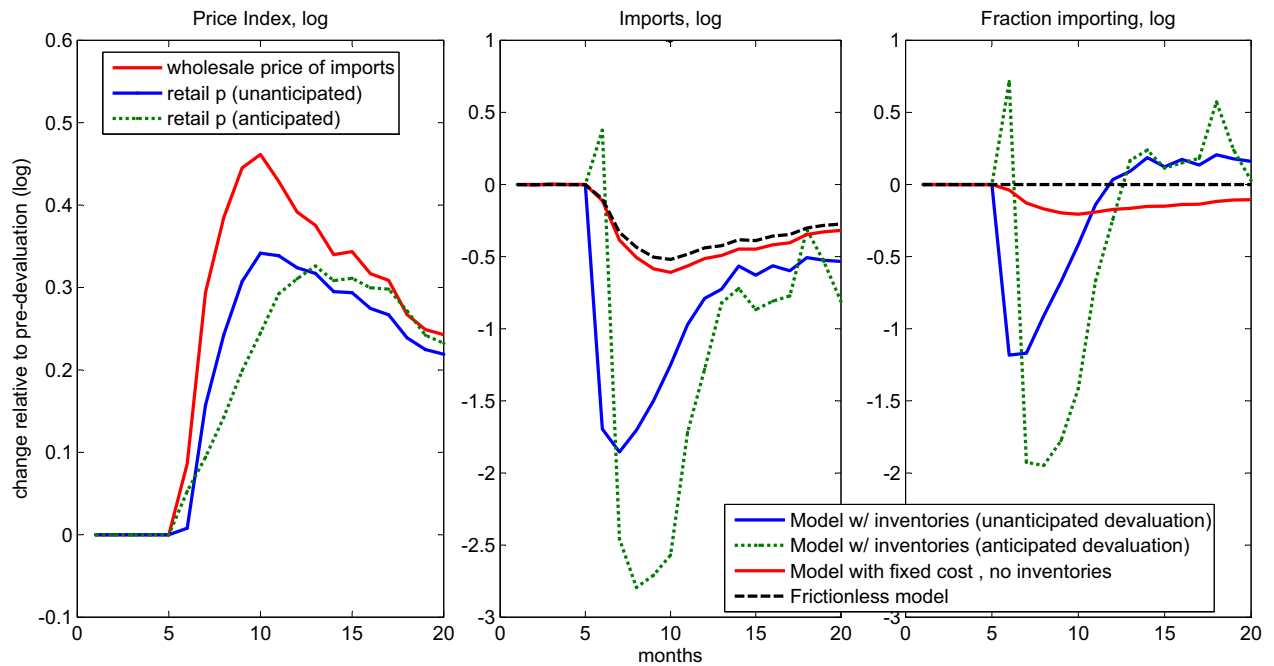 Price Index, log
Imports, log
Fraction importing, log
change relative to pre-devaluation (log)
0.6
0.5
0.4
0.3
0.2
0.1
0
-0.1
wholesale price of imports
retail p (unanticipated)
retail p (anticipated)
0 5 10 15 20
1
0.5
0
-0.5
-1
-1.5
-2
-2.5
-3
0 5 10 15 20
months
1
0.5
0
-0.5
-1
-1.5
-2
-3
0 5 10 15 20
Model w/ inventories (unanticipated devaluation)
Model w/ inventories (anticipated devaluation)
Model with fixed cost , no inventories
Frictionless model